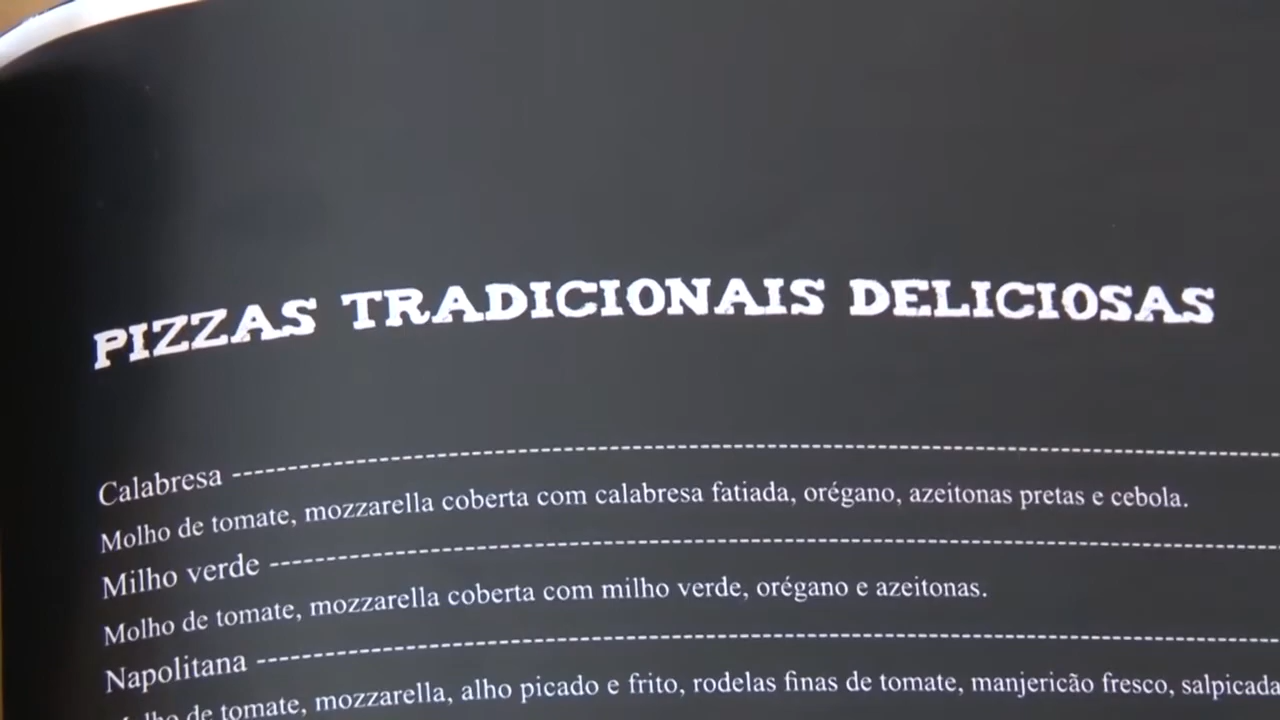 PIZZAS TRADICIONAIS DELICIOSAS
Calabresa ------------------------------------------------
Molho de tomate, mozzarella coberta com calabresa fatiada, orégano, azeitonas pretas e cebola.
Milho verde ------------------------------------------------
Molho de tomate, mozzarella coberta com milho verde, orégano e azeitonas.
Napolitana ------------------------------------------------
de tomate, mozzarella, alho picado e frito, rodelas finas de tomate, manjericão fresco, salpicada